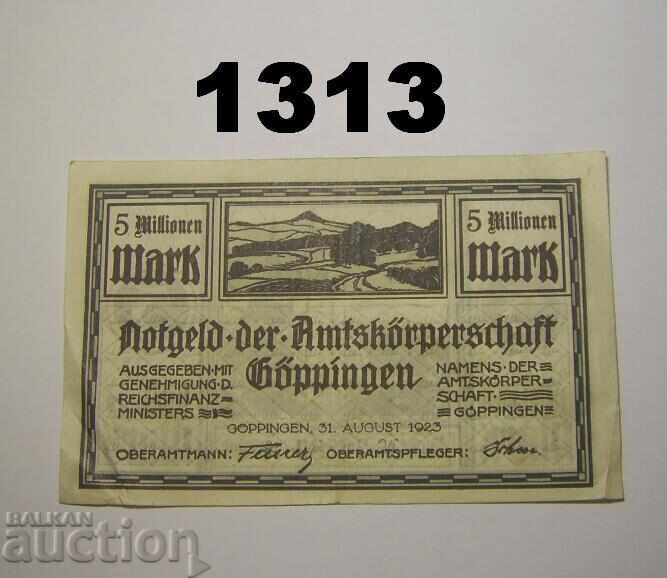 1313
5 Millionen
Mark
5 Millionen
Mark
Notgeld · der · Amtskörperschaft
Göppingen
AUSGEGEBEN · MIT
GENEHMIGUNG · D.
REICHSFINANZ-
MINISTERS
NAMENS · DER
AMTSKÖRPER-
SCHAFT ·
GÖPPINGEN
GÖPPINGEN, 31. AUGUST 1923
OBERAMTMANN: OBERAMTSPFLEGER:
BALKAN
auction